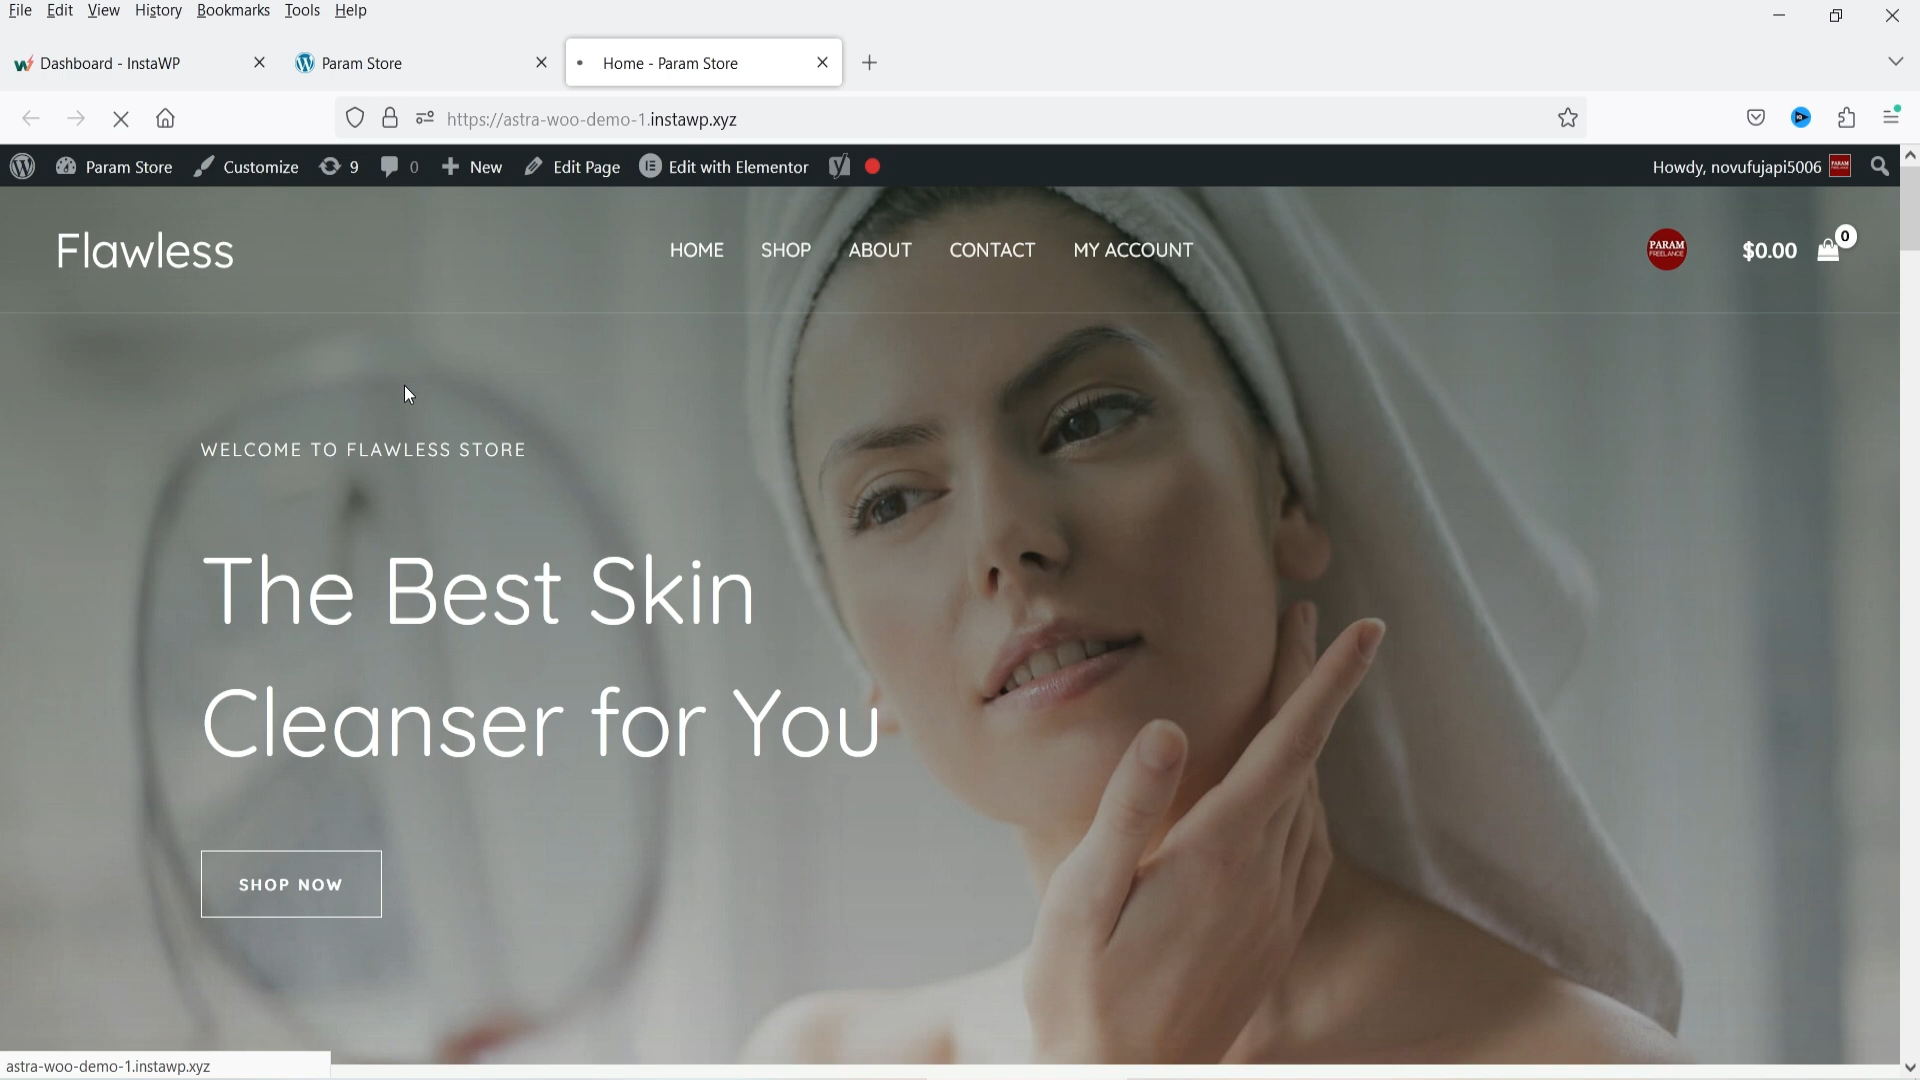 File Edit View History Bookmarks Tools Help
Dashboard - InstaWP
Param Store
Home - Param Store
https://astra-woo-demo-1.instawp.xyz
Param Store
Customize
9
0
New
Edit Page
Edit with Elementor
Howdy, novufujapi5006
Flawless
HOME SHOP ABOUT CONTACT MY ACCOUNT
PARAM
FREELANCE
$0.00
0
WELCOME TO FLAWLESS STORE
The Best Skin
Cleanser for You
SHOP NOW
astra-woo-demo-1.instawp.xyz